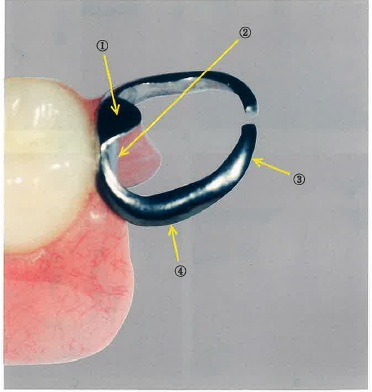 ①
②
③
④